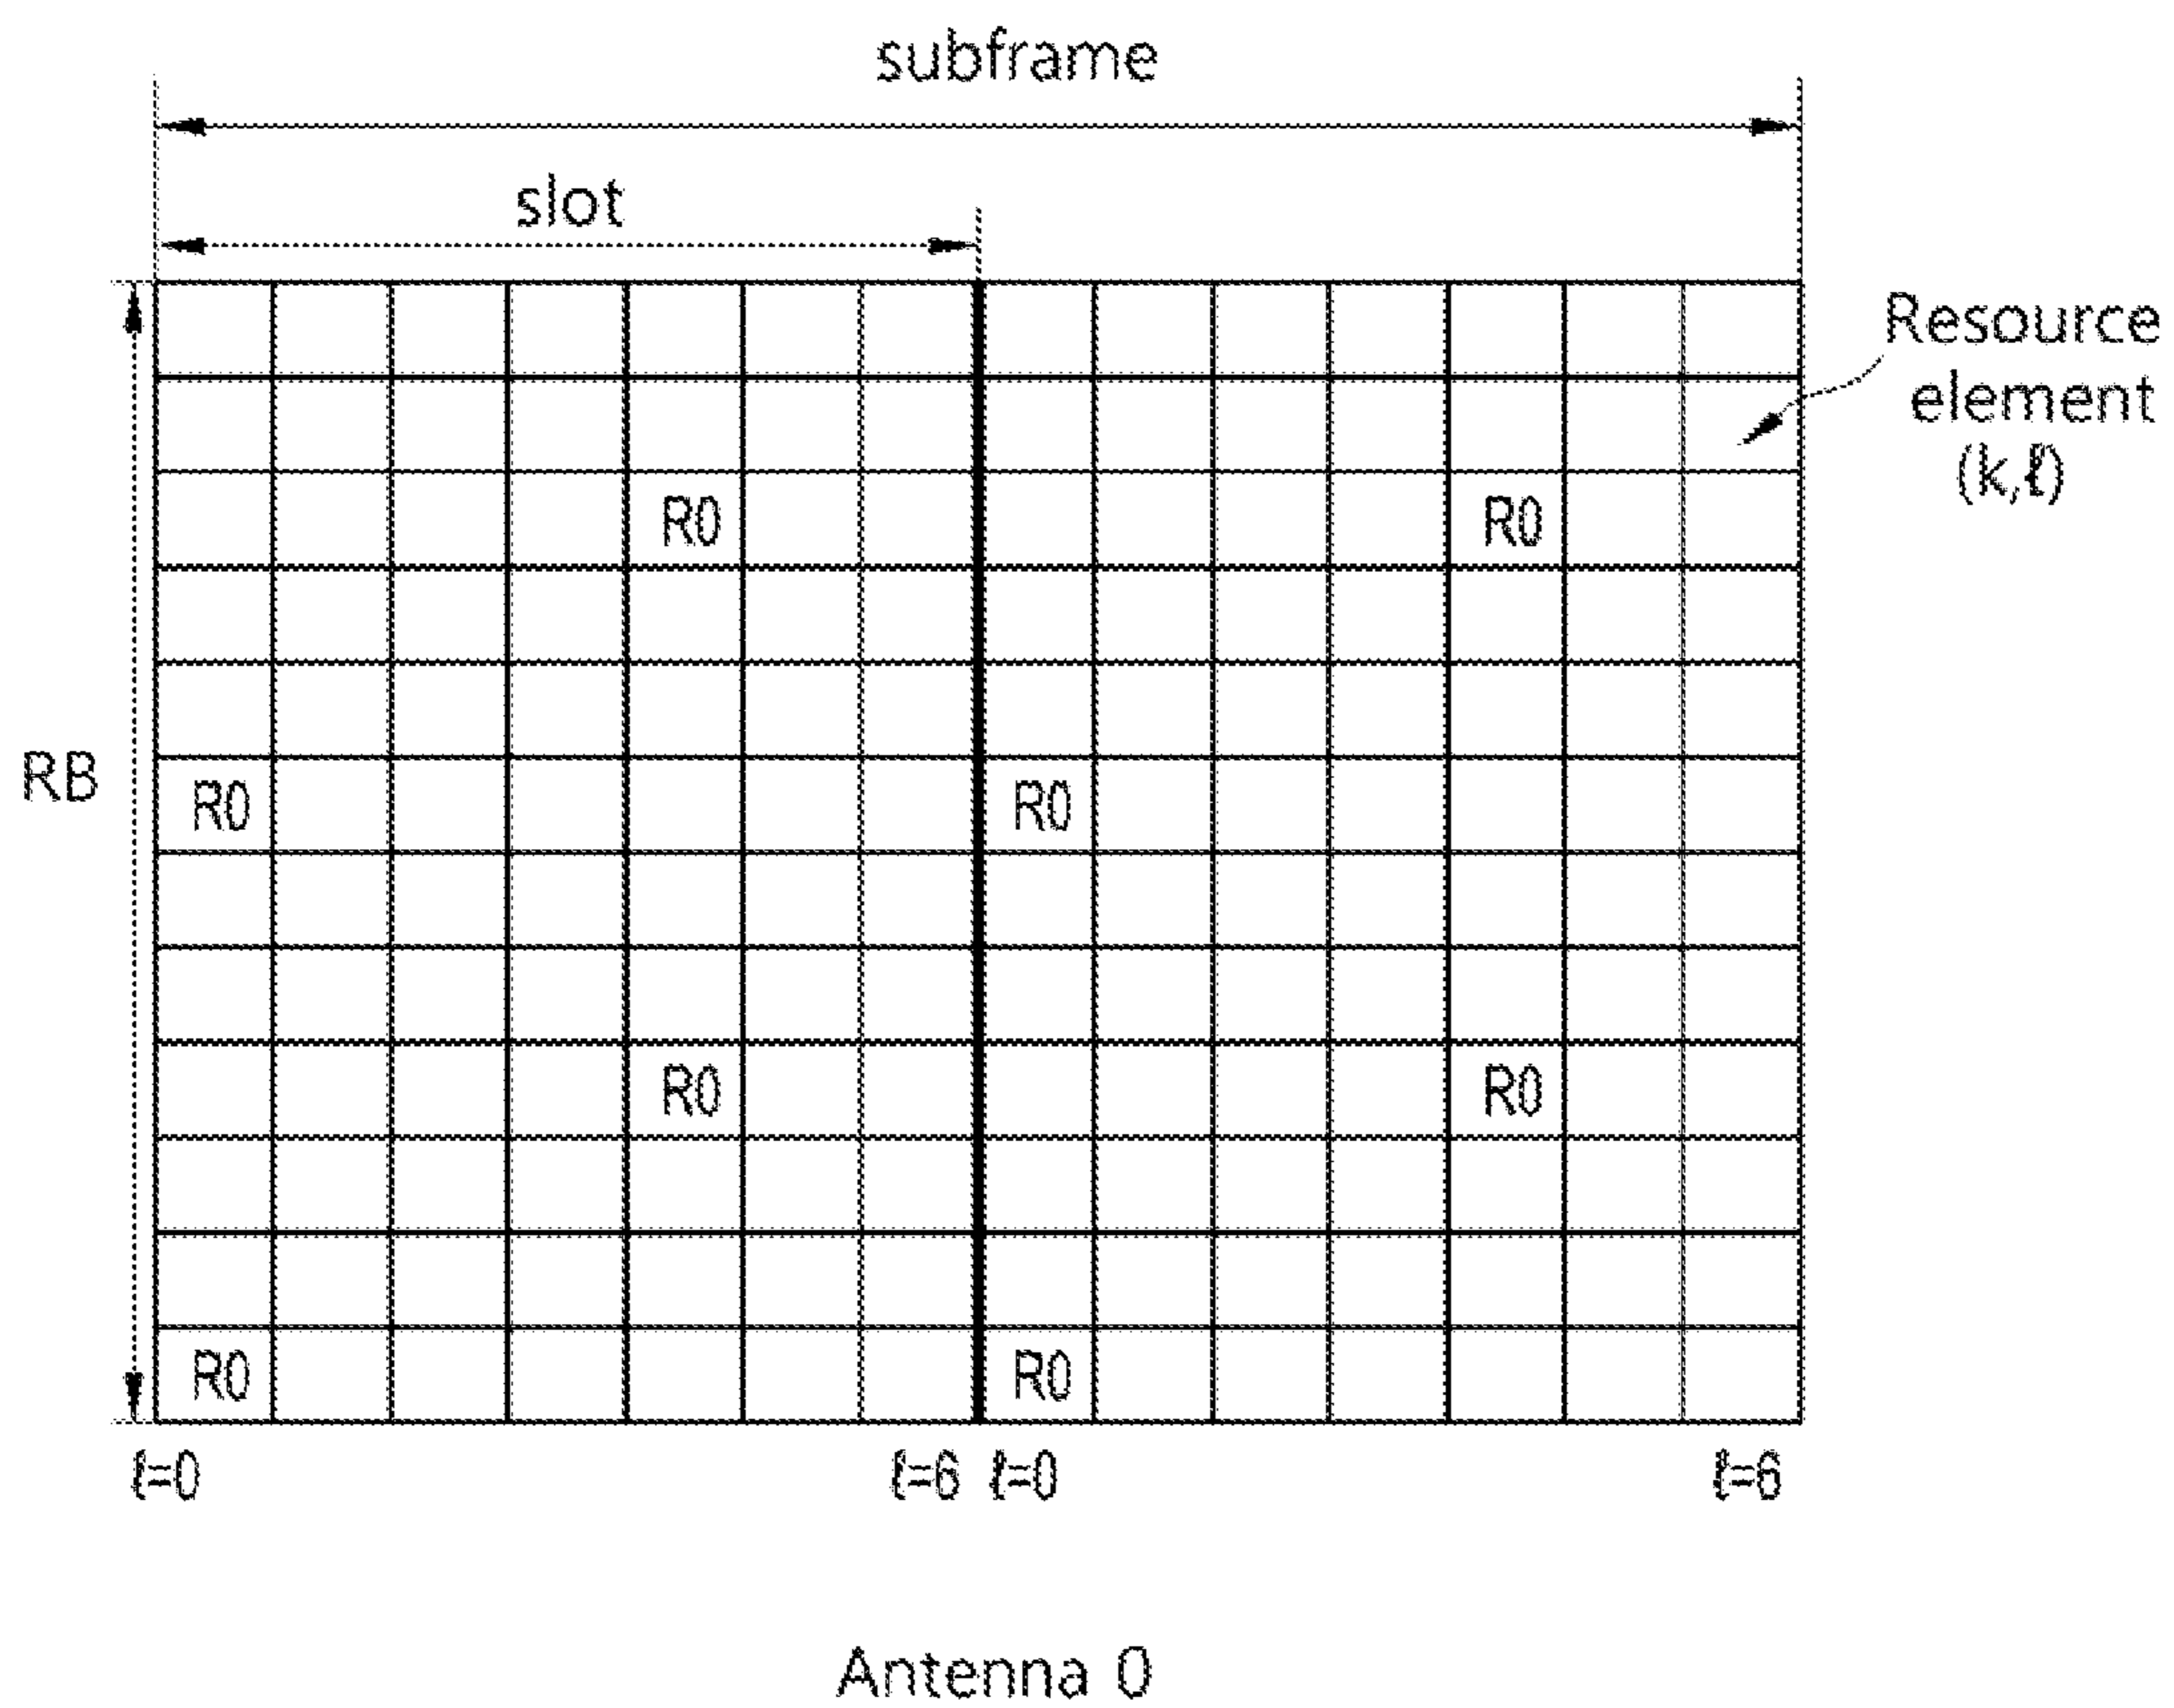 subframe
slot
Resource
element
(k,ℓ)
R0 R0
RB
R0 R0
R0 R0
R0 R0
ℓ=0 ℓ=6 ℓ=0 ℓ=6
Antenna 0